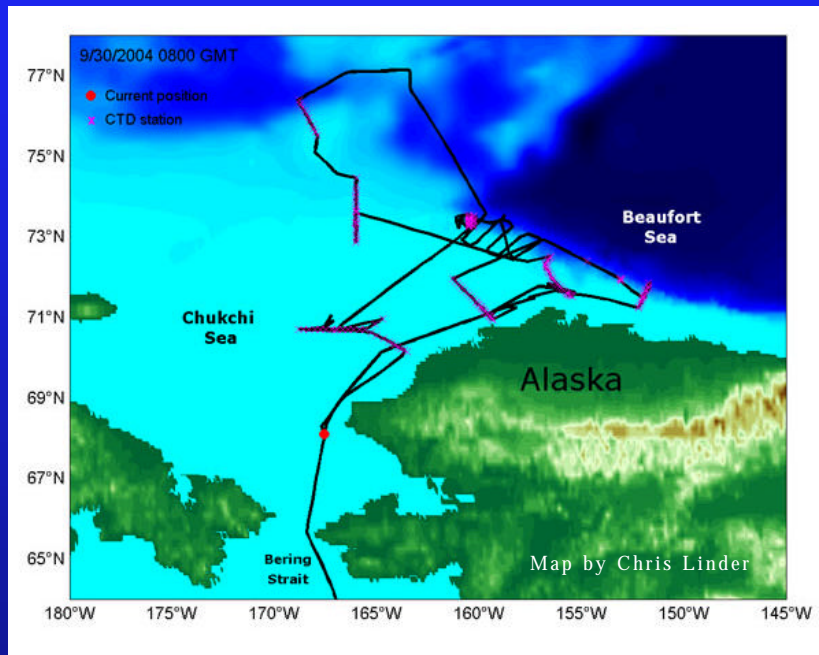 9/30/2004 0800 GMT
Current position
CTD station
77°N
75°N
73°N
71°N
69°N
67°N
65°N
Beaufort
Sea
Chukchi
Sea
Alaska
Bering
Strait
Map by Chris Linder
180°W
175°W
170°W
165°W
160°W
155°W
150°W
145°W